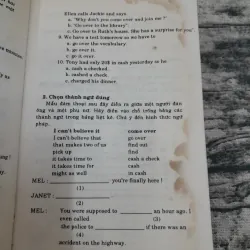 Ellen calls Jackie and says:
a. "Why don't you come over and join me?"
b. "Go over to the library".
c. "Go over to Ruth's house. She has a surprise for you".
9. We have a test tomorrow so we have to
a. go over the vocabulary.
b. go over it.
c. go over to it.
10. Tony had only 20$ in cash so he
a. cash a checked.
b. cashed a check.
c. charged his dinner.
2. Chọn thành ngữ đúng
Mẫu đàm thoại sau đây diễn ra giữa một người đàn
ông và một phụ nữ. Hãy điền vào chỗ trống bằng các
thành ngữ trong bảng liệt kê. Chú ý đến hình thức ngữ
pháp.
I can't believe it come over
I can't believe that go over
that makes two of us find out
pick up find
it takes time to cash a check
it takes time for cash it
might as well in cash
MEL : you're finally here !
(1)
JANET :
(2)
MEL : You were supposed to an hour ago. I
even called (3)
the police to if there was an
(4)
accident on the highway.